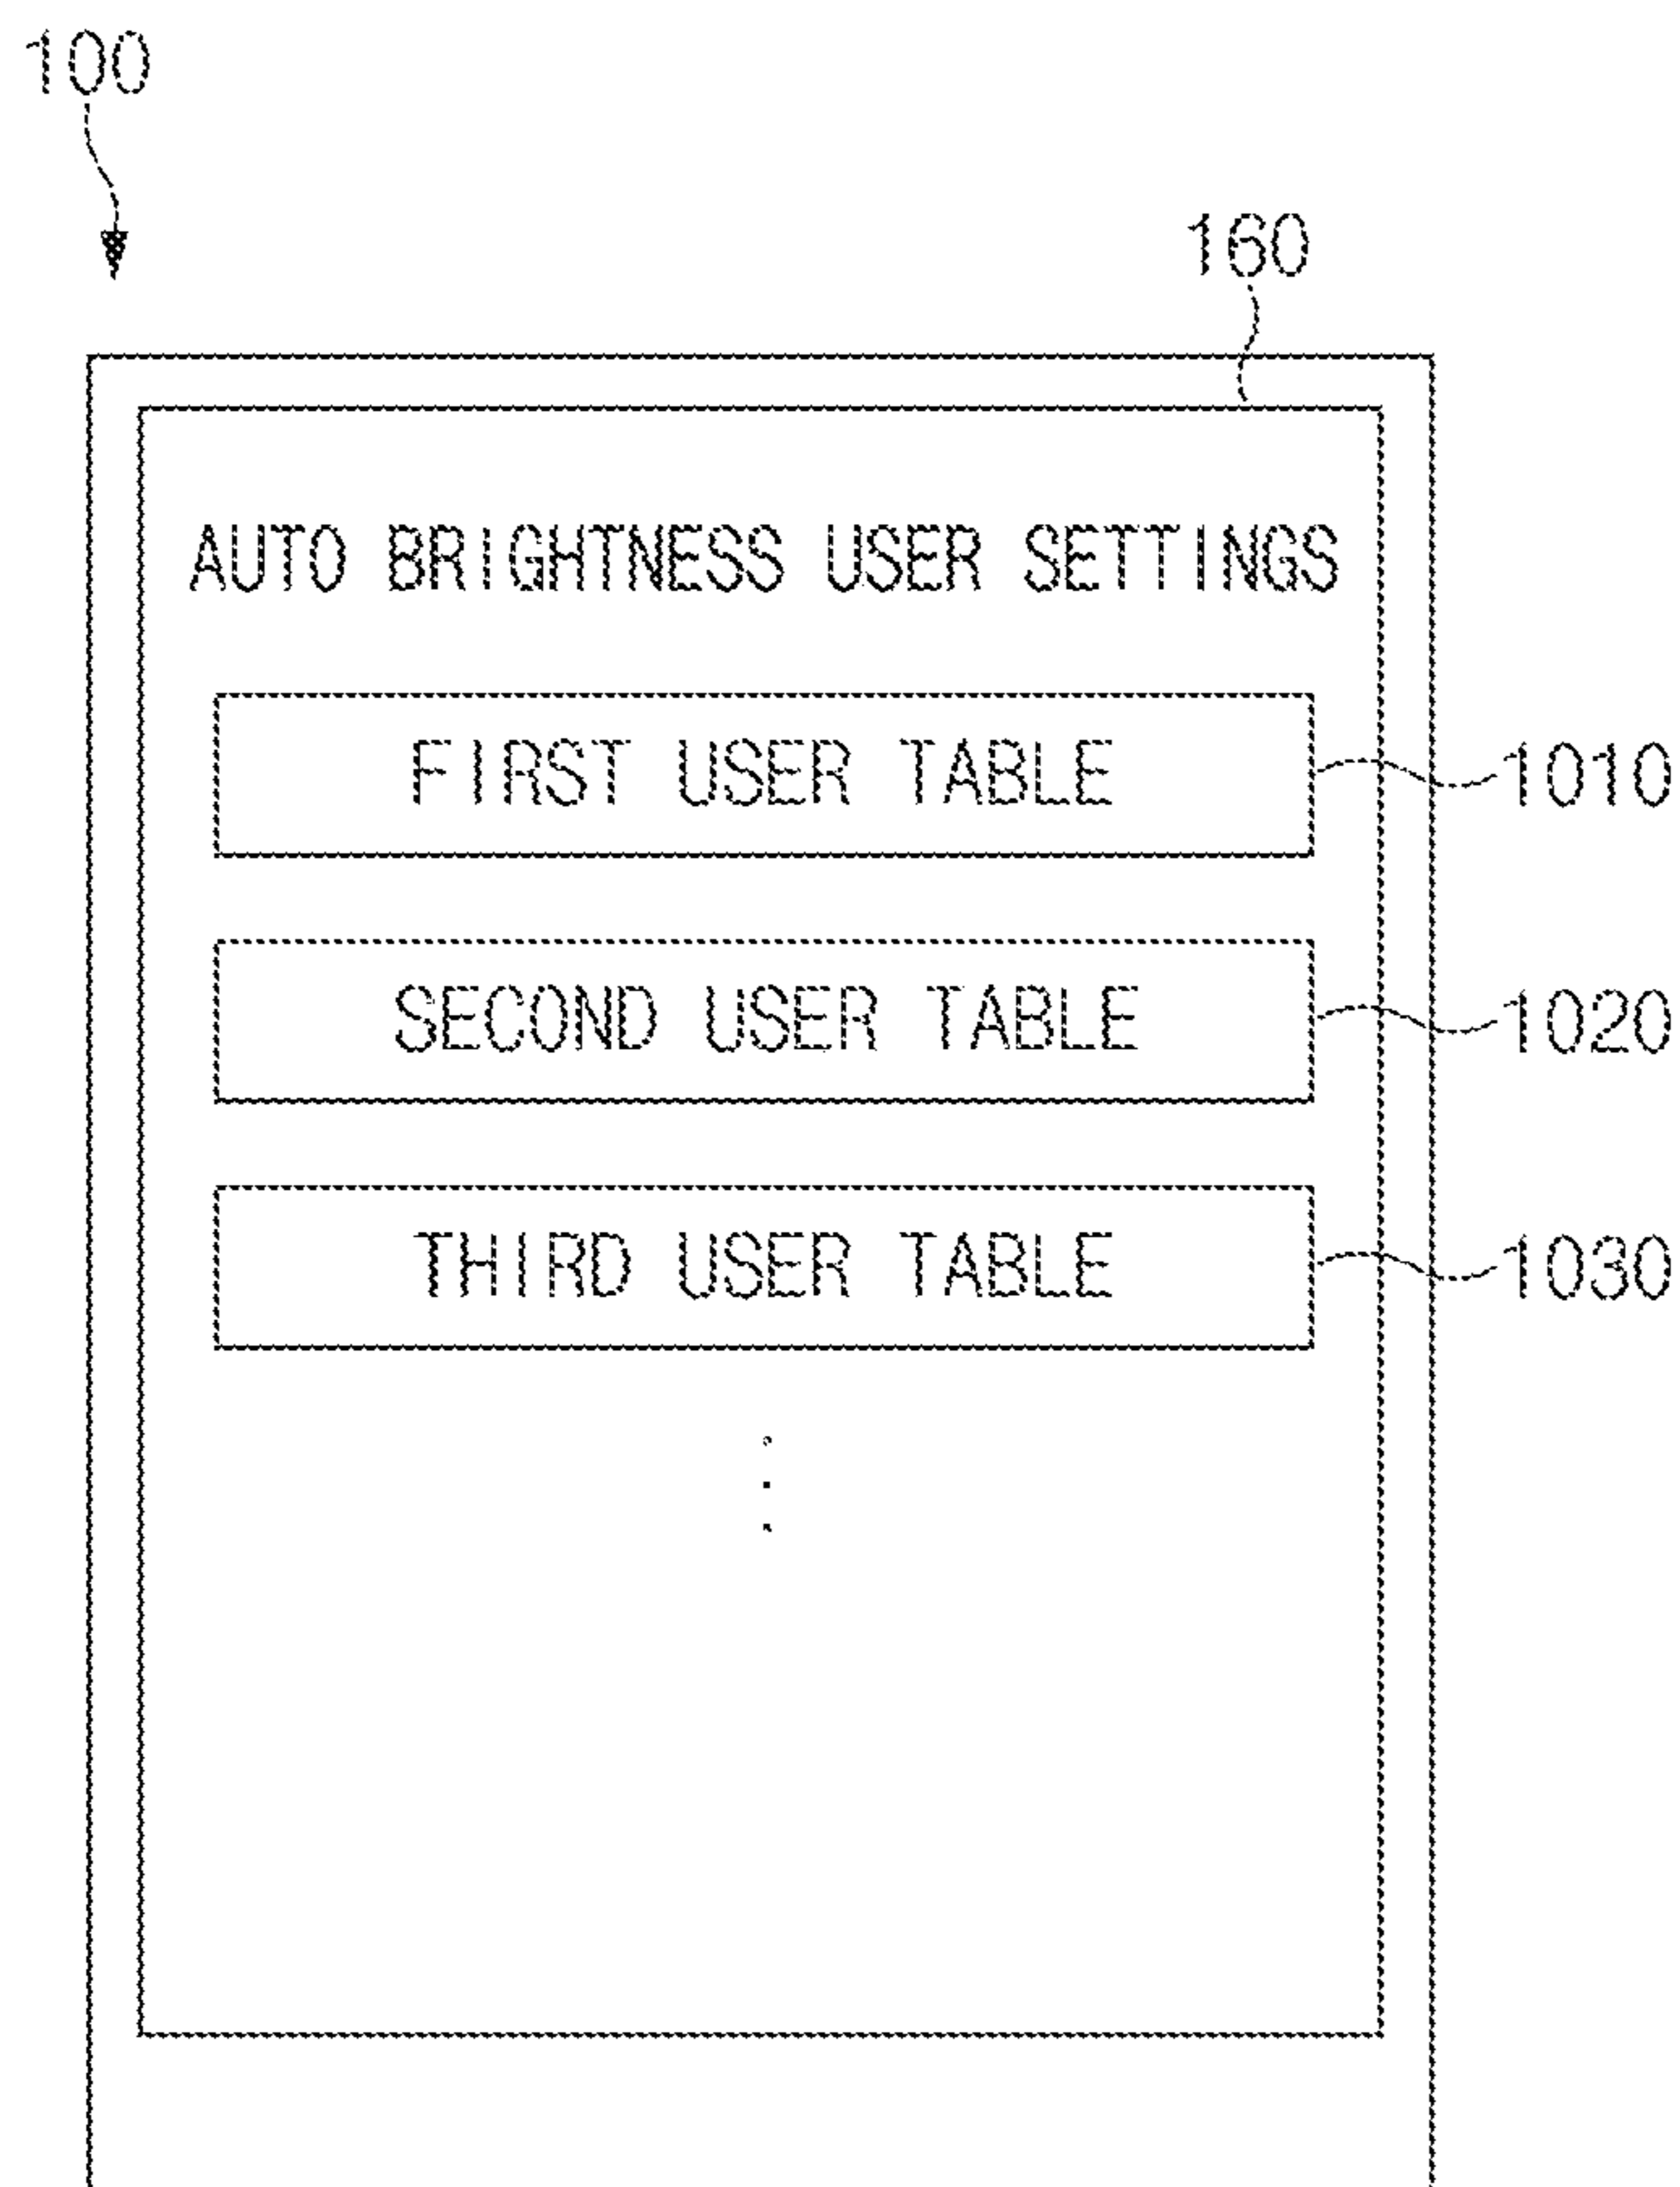 100
160
AUTO BRIGHTNESS USER SETTINGS
FIRST USER TABLE
1010
SECOND USER TABLE
1020
THIRD USER TABLE
1030